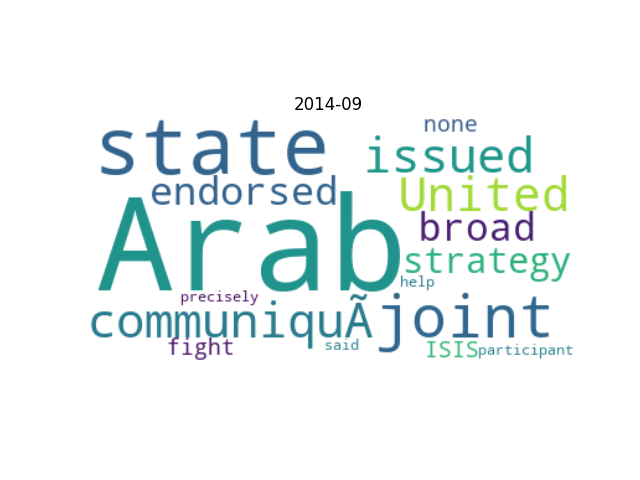 2014-09
none
state
issued
endorsed
United
Arab
broad
strategy
help
precisely
communiquÃ
joint
fight
said
ISIS
participant